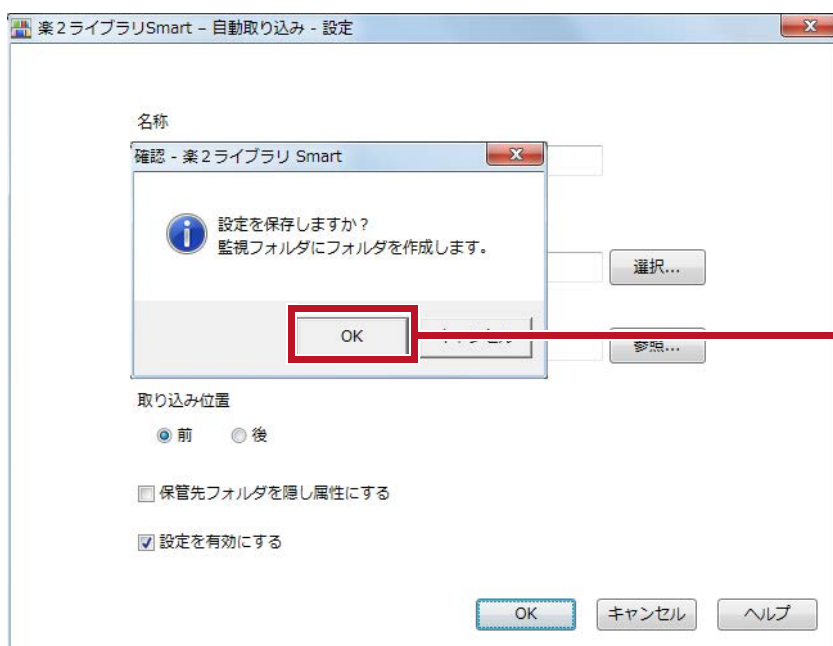 楽2ライブラリSmart – 自動取り込み - 設定
名称
確認 - 楽2ライブラリ Smart
設定を保存しますか？
監視フォルダにフォルダを作成します。
選択...
OK
キャンセル
参照...
取り込み位置
前 後
保管先フォルダを隠し属性にする
設定を有効にする
OK キャンセル ヘルプ